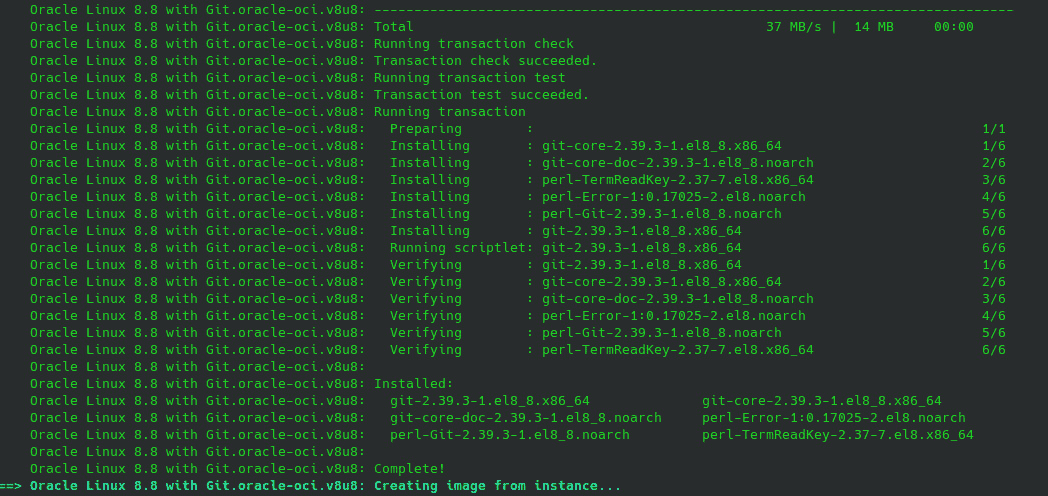 Oracle Linux 8.8 with Git.oracle-oci.v8u8: --------------------------------------------------------------------------------
Oracle Linux 8.8 with Git.oracle-oci.v8u8: Total                                            37 MB/s |  14 MB     00:00
Oracle Linux 8.8 with Git.oracle-oci.v8u8: Running transaction check
Oracle Linux 8.8 with Git.oracle-oci.v8u8: Transaction check succeeded.
Oracle Linux 8.8 with Git.oracle-oci.v8u8: Running transaction test
Oracle Linux 8.8 with Git.oracle-oci.v8u8: Transaction test succeeded.
Oracle Linux 8.8 with Git.oracle-oci.v8u8: Running transaction
Oracle Linux 8.8 with Git.oracle-oci.v8u8:   Preparing        :                                                        1/1
Oracle Linux 8.8 with Git.oracle-oci.v8u8:   Installing       : git-core-2.39.3-1.el8_8.x86_64                         1/6
Oracle Linux 8.8 with Git.oracle-oci.v8u8:   Installing       : git-core-doc-2.39.3-1.el8_8.noarch                     2/6
Oracle Linux 8.8 with Git.oracle-oci.v8u8:   Installing       : perl-TermReadKey-2.37-7.el8.x86_64                     3/6
Oracle Linux 8.8 with Git.oracle-oci.v8u8:   Installing       : perl-Error-1:0.17025-2.el8.noarch                      4/6
Oracle Linux 8.8 with Git.oracle-oci.v8u8:   Installing       : perl-Git-2.39.3-1.el8_8.noarch                         5/6
Oracle Linux 8.8 with Git.oracle-oci.v8u8:   Installing       : git-2.39.3-1.el8_8.x86_64                              6/6
Oracle Linux 8.8 with Git.oracle-oci.v8u8:   Running scriptlet: git-2.39.3-1.el8_8.x86_64                              6/6
Oracle Linux 8.8 with Git.oracle-oci.v8u8:   Verifying        : git-2.39.3-1.el8_8.x86_64                              1/6
Oracle Linux 8.8 with Git.oracle-oci.v8u8:   Verifying        : git-core-2.39.3-1.el8_8.x86_64                         2/6
Oracle Linux 8.8 with Git.oracle-oci.v8u8:   Verifying        : git-core-doc-2.39.3-1.el8_8.noarch                     3/6
Oracle Linux 8.8 with Git.oracle-oci.v8u8:   Verifying        : perl-Error-1:0.17025-2.el8.noarch                      4/6
Oracle Linux 8.8 with Git.oracle-oci.v8u8:   Verifying        : perl-Git-2.39.3-1.el8_8.noarch                         5/6
Oracle Linux 8.8 with Git.oracle-oci.v8u8:   Verifying        : perl-TermReadKey-2.37-7.el8.x86_64                     6/6
Oracle Linux 8.8 with Git.oracle-oci.v8u8:
Oracle Linux 8.8 with Git.oracle-oci.v8u8: Installed:
Oracle Linux 8.8 with Git.oracle-oci.v8u8:   git-2.39.3-1.el8_8.x86_64              git-core-2.39.3-1.el8_8.x86_64
Oracle Linux 8.8 with Git.oracle-oci.v8u8:   git-core-doc-2.39.3-1.el8_8.noarch     perl-Error-1:0.17025-2.el8.noarch
Oracle Linux 8.8 with Git.oracle-oci.v8u8:   perl-Git-2.39.3-1.el8_8.noarch         perl-TermReadKey-2.37-7.el8.x86_64
Oracle Linux 8.8 with Git.oracle-oci.v8u8:
Oracle Linux 8.8 with Git.oracle-oci.v8u8: Complete!
==> Oracle Linux 8.8 with Git.oracle-oci.v8u8: Creating image from instance...